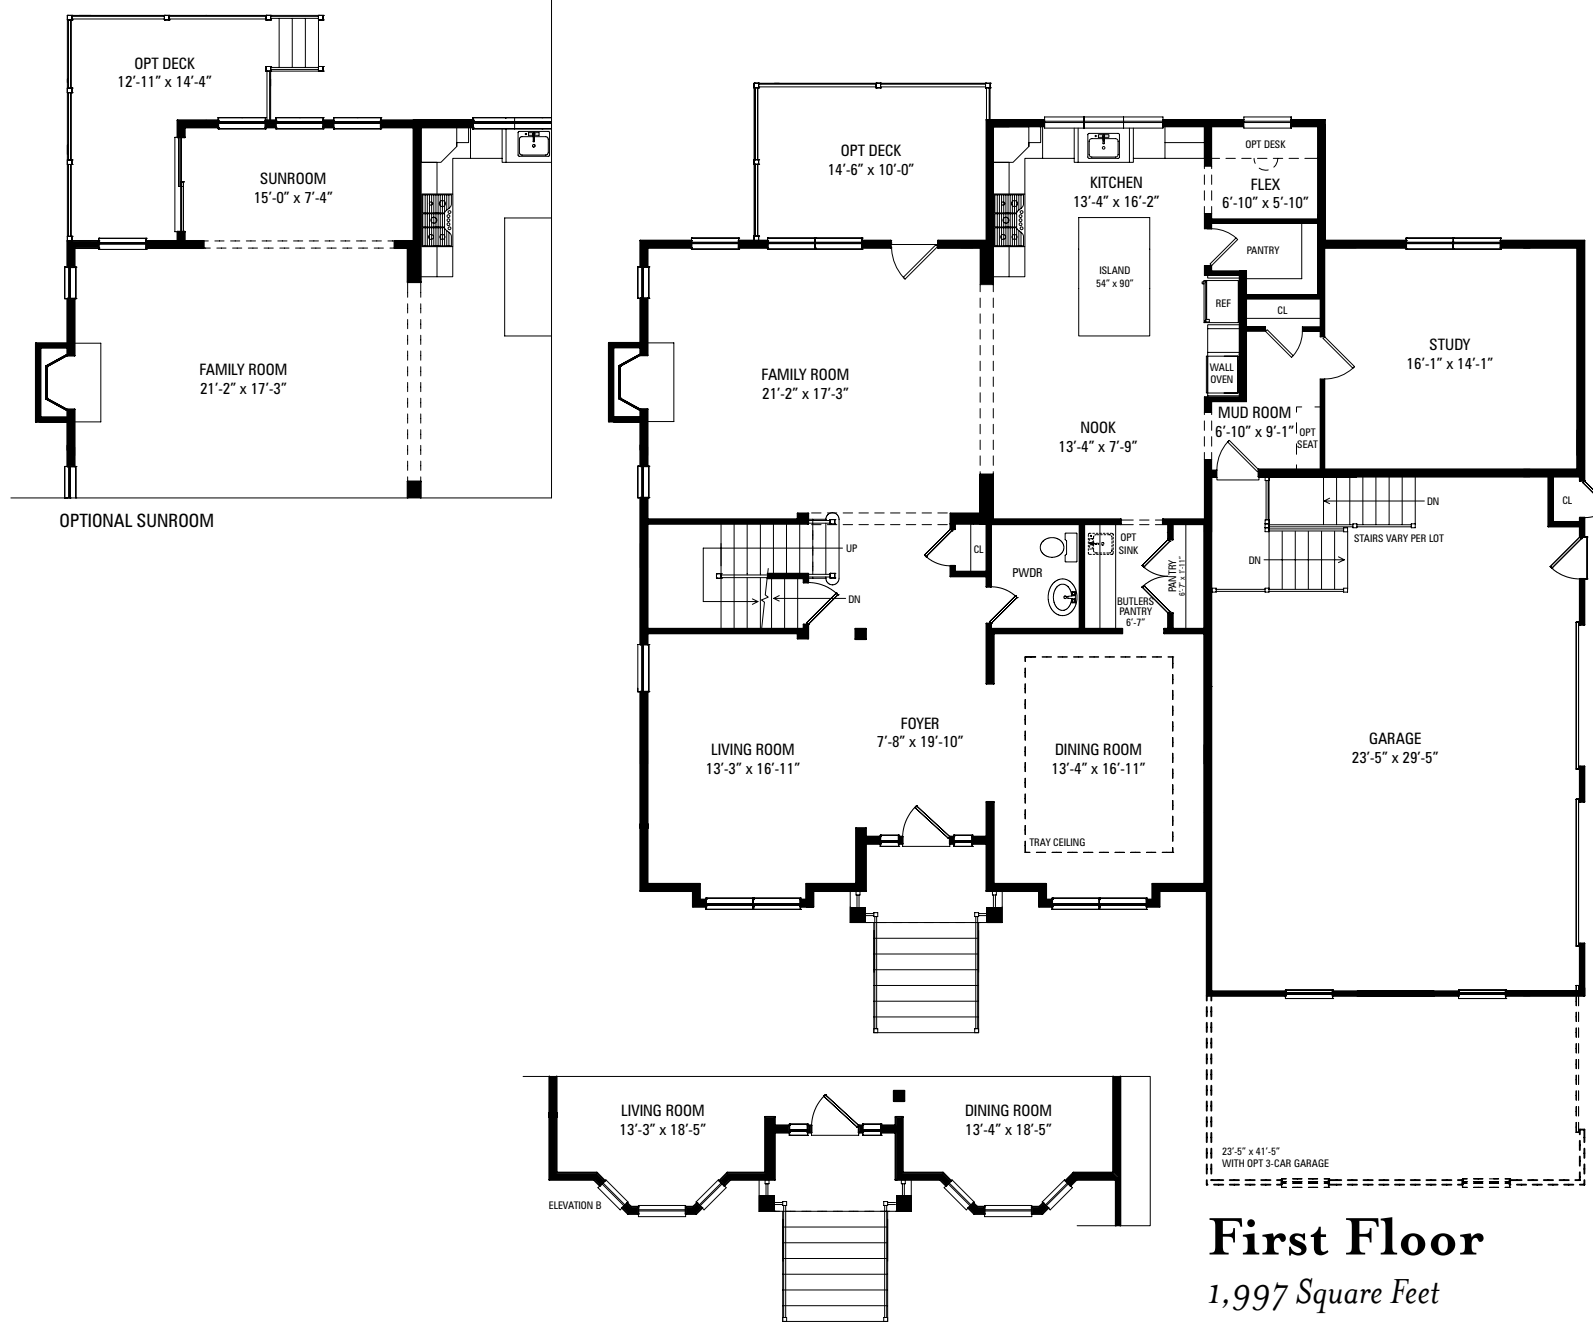 OPT DECK
12'-11" x 14'-4"
SUNROOM
15'-0" x 7'-4"
FAMILY ROOM
21'-2" x 17'-3"
OPTIONAL SUNROOM
OPT DECK
14'-6" x 10'-0"
KITCHEN
13'-4" x 16'-2"
OPT DESK
FLEX
6'-10" x 5'-10"
PANTRY
ISLAND
54" x 90"
REF
CL
STUDY
16'-1" x 14'-1"
FAMILY ROOM
21'-2" x 17'-3"
WALL
OVEN
MUD ROOM
6'-10" x 9'-1"
OPT
SEAT
NOOK
13'-4" x 7'-9"
DN
CL
STAIRS VARY PER LOT
DN
UP
DN
CL
PWDR
OPT
SINK
PANTRY
6'-7" x 1'-11"
BUTLERS
PANTRY
6'-7"
FOYER
7'-8" x 19'-10"
LIVING ROOM
13'-3" x 16'-11"
DINING ROOM
13'-4" x 16'-11"
TRAY CEILING
GARAGE
23'-5" x 29'-5"
LIVING ROOM
13'-3" x 18'-5"
DINING ROOM
13'-4" x 18'-5"
ELEVATION B
23'-5" x 41'-5"
WITH OPT 3-CAR GARAGE
First Floor
1,997 Square Feet